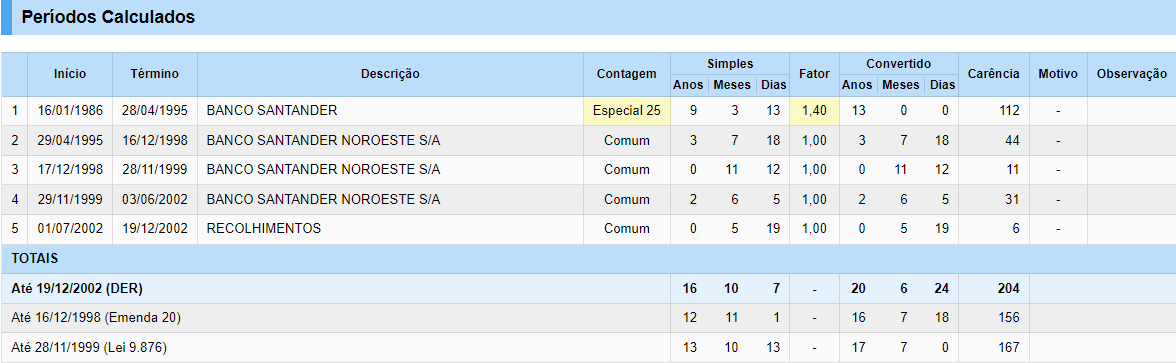 Períodos Calculados
Início Término Descrição Contagem Simples Fator Convertido Carência Motivo Observação
Anos Meses Dias Anos Meses Dias
1 16/01/1986 28/04/1995 BANCO SANTANDER Especial 25 9 3 13 1,40 13 0 0 112 -
2 29/04/1995 16/12/1998 BANCO SANTANDER NOROESTE S/A Comum 3 7 18 1,00 3 7 18 44 -
3 17/12/1998 28/11/1999 BANCO SANTANDER NOROESTE S/A Comum 0 11 12 1,00 0 11 12 11 -
4 29/11/1999 03/06/2002 BANCO SANTANDER NOROESTE S/A Comum 2 6 5 1,00 2 6 5 31 -
5 01/07/2002 19/12/2002 RECOLHIMENTOS Comum 0 5 19 1,00 0 5 19 6 -
TOTAIS
Até 19/12/2002 (DER) 16 10 7 - 20 6 24 204
Até 16/12/1998 (Emenda 20) 12 11 1 - 16 7 18 156
Até 28/11/1999 (Lei 9.876) 13 10 13 - 17 7 0 167